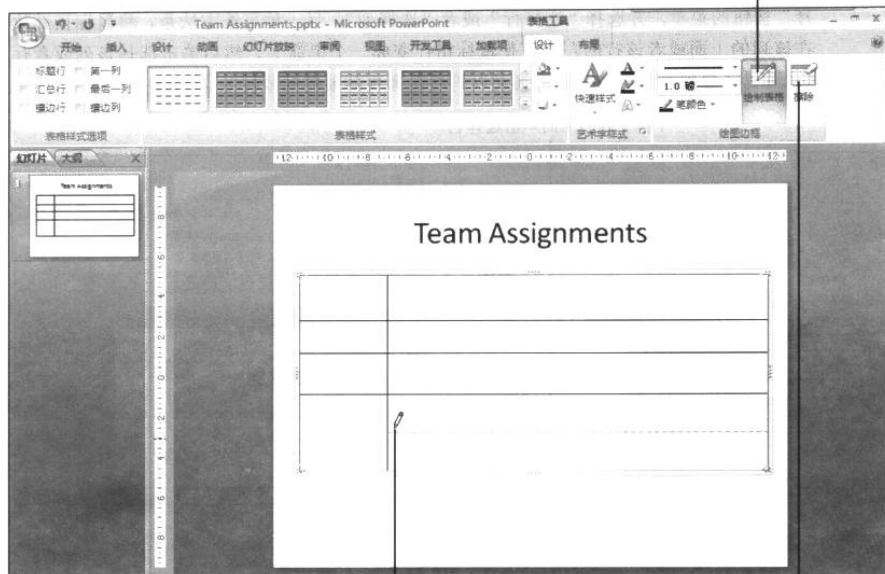 Team Assignments.pptx - Microsoft PowerPoint
表格工具
开始 插入 设计 动画 幻灯片放映 审阅 视图 开发工具 加载项 设计 布局
标题行 第一列
汇总行 最后一列
镶边行 镶边列
快速样式
1.0 磅
笔颜色
绘制表格
擦除
表格样式选项
表格样式
艺术字样式
绘图边框
幻灯片 大纲
1
Team Assignments
Team Assignments